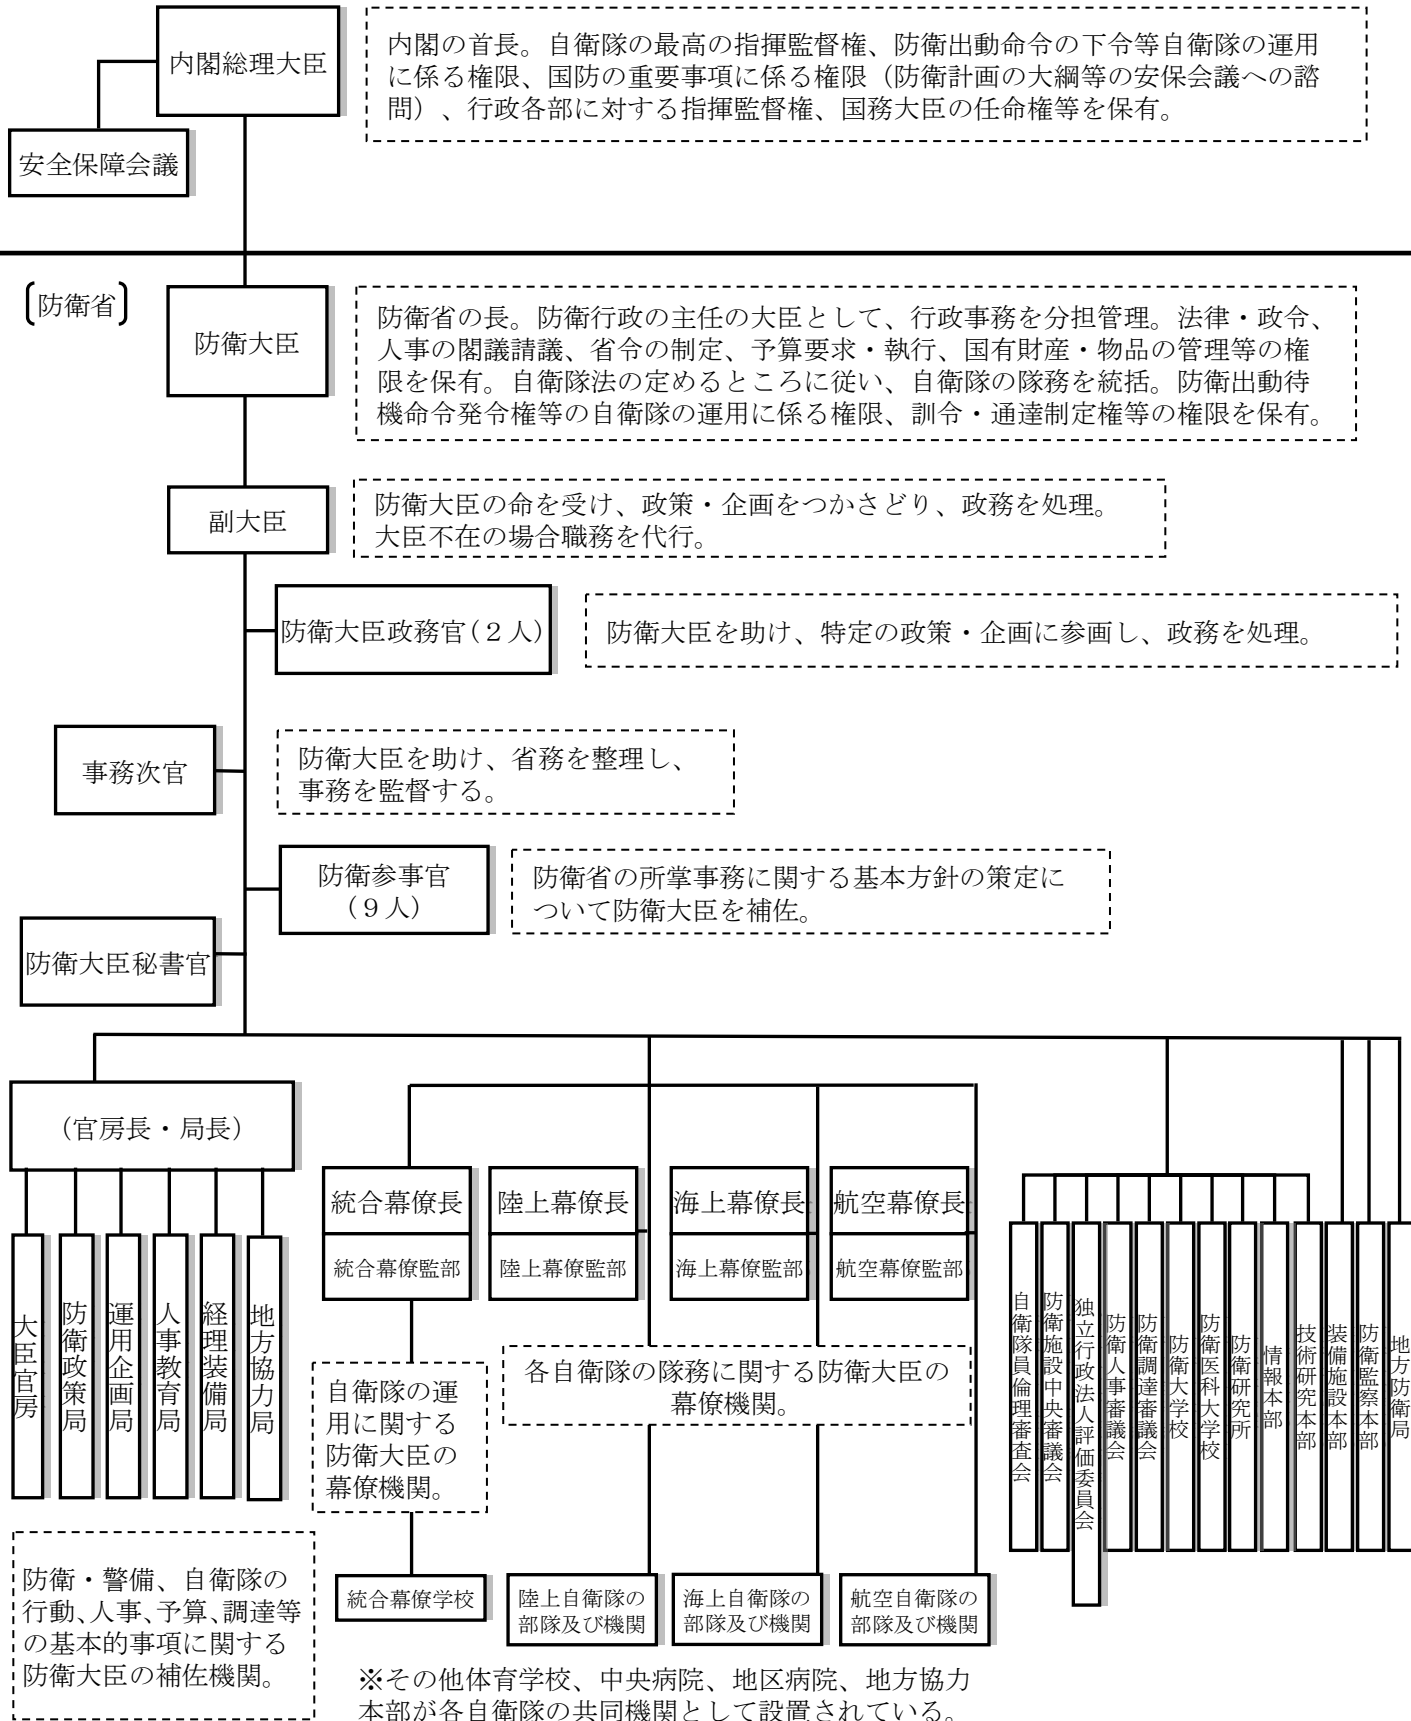 内閣総理大臣
内閣の首長。自衛隊の最高の指揮監督権、防衛出動命令の下令等自衛隊の運用
に係る権限、国防の重要事項に係る権限（防衛計画の大綱等の安保会議への諮
問）、行政各部に対する指揮監督権、国務大臣の任命権等を保有。
安全保障会議
〔防衛省〕
防衛大臣
防衛省の長。防衛行政の主任の大臣として、行政事務を分担管理。法律・政令、
人事の閣議請議、省令の制定、予算要求・執行、国有財産・物品の管理等の権
限を保有。自衛隊法の定めるところに従い、自衛隊の隊務を統括。防衛出動待
機命令発令権等の自衛隊の運用に係る権限、訓令・通達制定権等の権限を保有。
副大臣
防衛大臣の命を受け、政策・企画をつかさどり、政務を処理。
大臣不在の場合職務を代行。
防衛大臣政務官（２人）
防衛大臣を助け、特定の政策・企画に参画し、政務を処理。
事務次官
防衛大臣を助け、省務を整理し、
事務を監督する。
防衛参事官
（９人）
防衛省の所掌事務に関する基本方針の策定に
ついて防衛大臣を補佐。
防衛大臣秘書官
（官房長・局長）
大臣官房
防衛政策局
運用企画局
人事教育局
経理装備局
地方協力局
防衛・警備、自衛隊の
行動、人事、予算、調達等
の基本的事項に関する
防衛大臣の補佐機関。
統合幕僚長
統合幕僚監部
陸上幕僚長
陸上幕僚監部
海上幕僚長
海上幕僚監部
航空幕僚長
航空幕僚監部
自衛隊の運
用に関する
防衛大臣の
幕僚機関。
各自衛隊の隊務に関する防衛大臣の
幕僚機関。
統合幕僚学校
陸上自衛隊の
部隊及び機関
海上自衛隊の
部隊及び機関
航空自衛隊の
部隊及び機関
自衛隊員倫理審査会
防衛施設中央審議会
独立行政法人評価委員会
防衛人事審議会
防衛調達審議会
防衛大学校
防衛医科大学校
防衛研究所
情報本部
技術研究本部
装備施設本部
防衛監察本部
地方防衛局
※その他体育学校、中央病院、地区病院、地方協力
本部が各自衛隊の共同機関として設置されている。